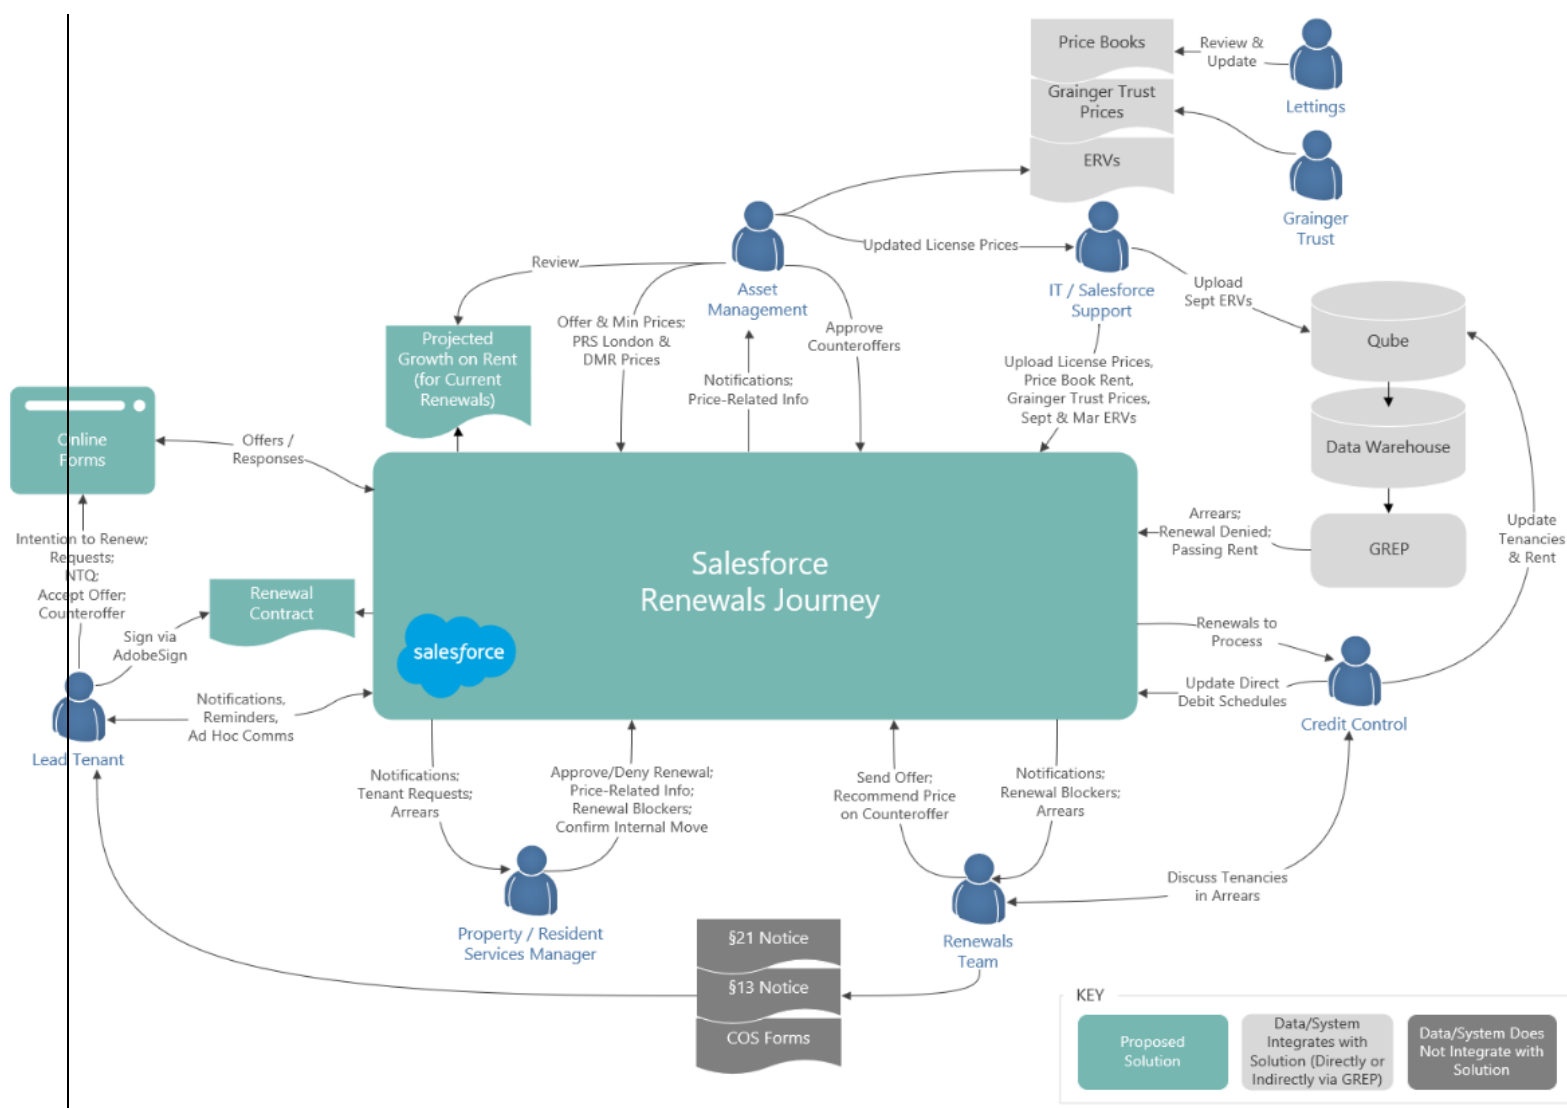 Price Books
Review &
Update
Lettings
Grainger Trust
Prices
ERVs
Grainger
Trust
Updated License Prices
Review
Asset
Management
IT / Salesforce
Support
Upload
Sept ERVs
Qube
Projected
Growth on Rent
(for Current
Renewals)
Offer & Min Prices;
PRS London &
DMR Prices
Notifications;
Price-Related Info
Approve
Counteroffers
Upload License Prices,
Price Book Rent,
Grainger Trust Prices,
Sept & Mar ERVs
Data Warehouse
Online
Forms
Offers /
Responses
Arrears;
Renewal Denied;
Passing Rent
GREP
Update
Tenancies
& Rent
Intention to Renew;
Requests;
NTQ;
Accept Offer;
Counteroffer
Salesforce
Renewals Journey
Renewal
Contract
Sign via
AdobeSign
salesforce
Renewals to
Process
Update Direct
Debit Schedules
Credit Control
Notifications,
Reminders,
Ad Hoc Comms
Lead Tenant
Notifications;
Tenant Requests;
Arrears
Approve/Deny Renewal;
Price-Related Info;
Renewal Blockers;
Confirm Internal Move
Send Offer;
Recommend Price
on Counteroffer
Notifications;
Renewal Blockers;
Arrears
Discuss Tenancies
in Arrears
Property / Resident
Services Manager
Renewals
Team
§21 Notice
§13 Notice
COS Forms
KEY
Proposed
Solution
Data/System
Integrates with
Solution (Directly or
Indirectly via GREP)
Data/System Does
Not Integrate with
Solution